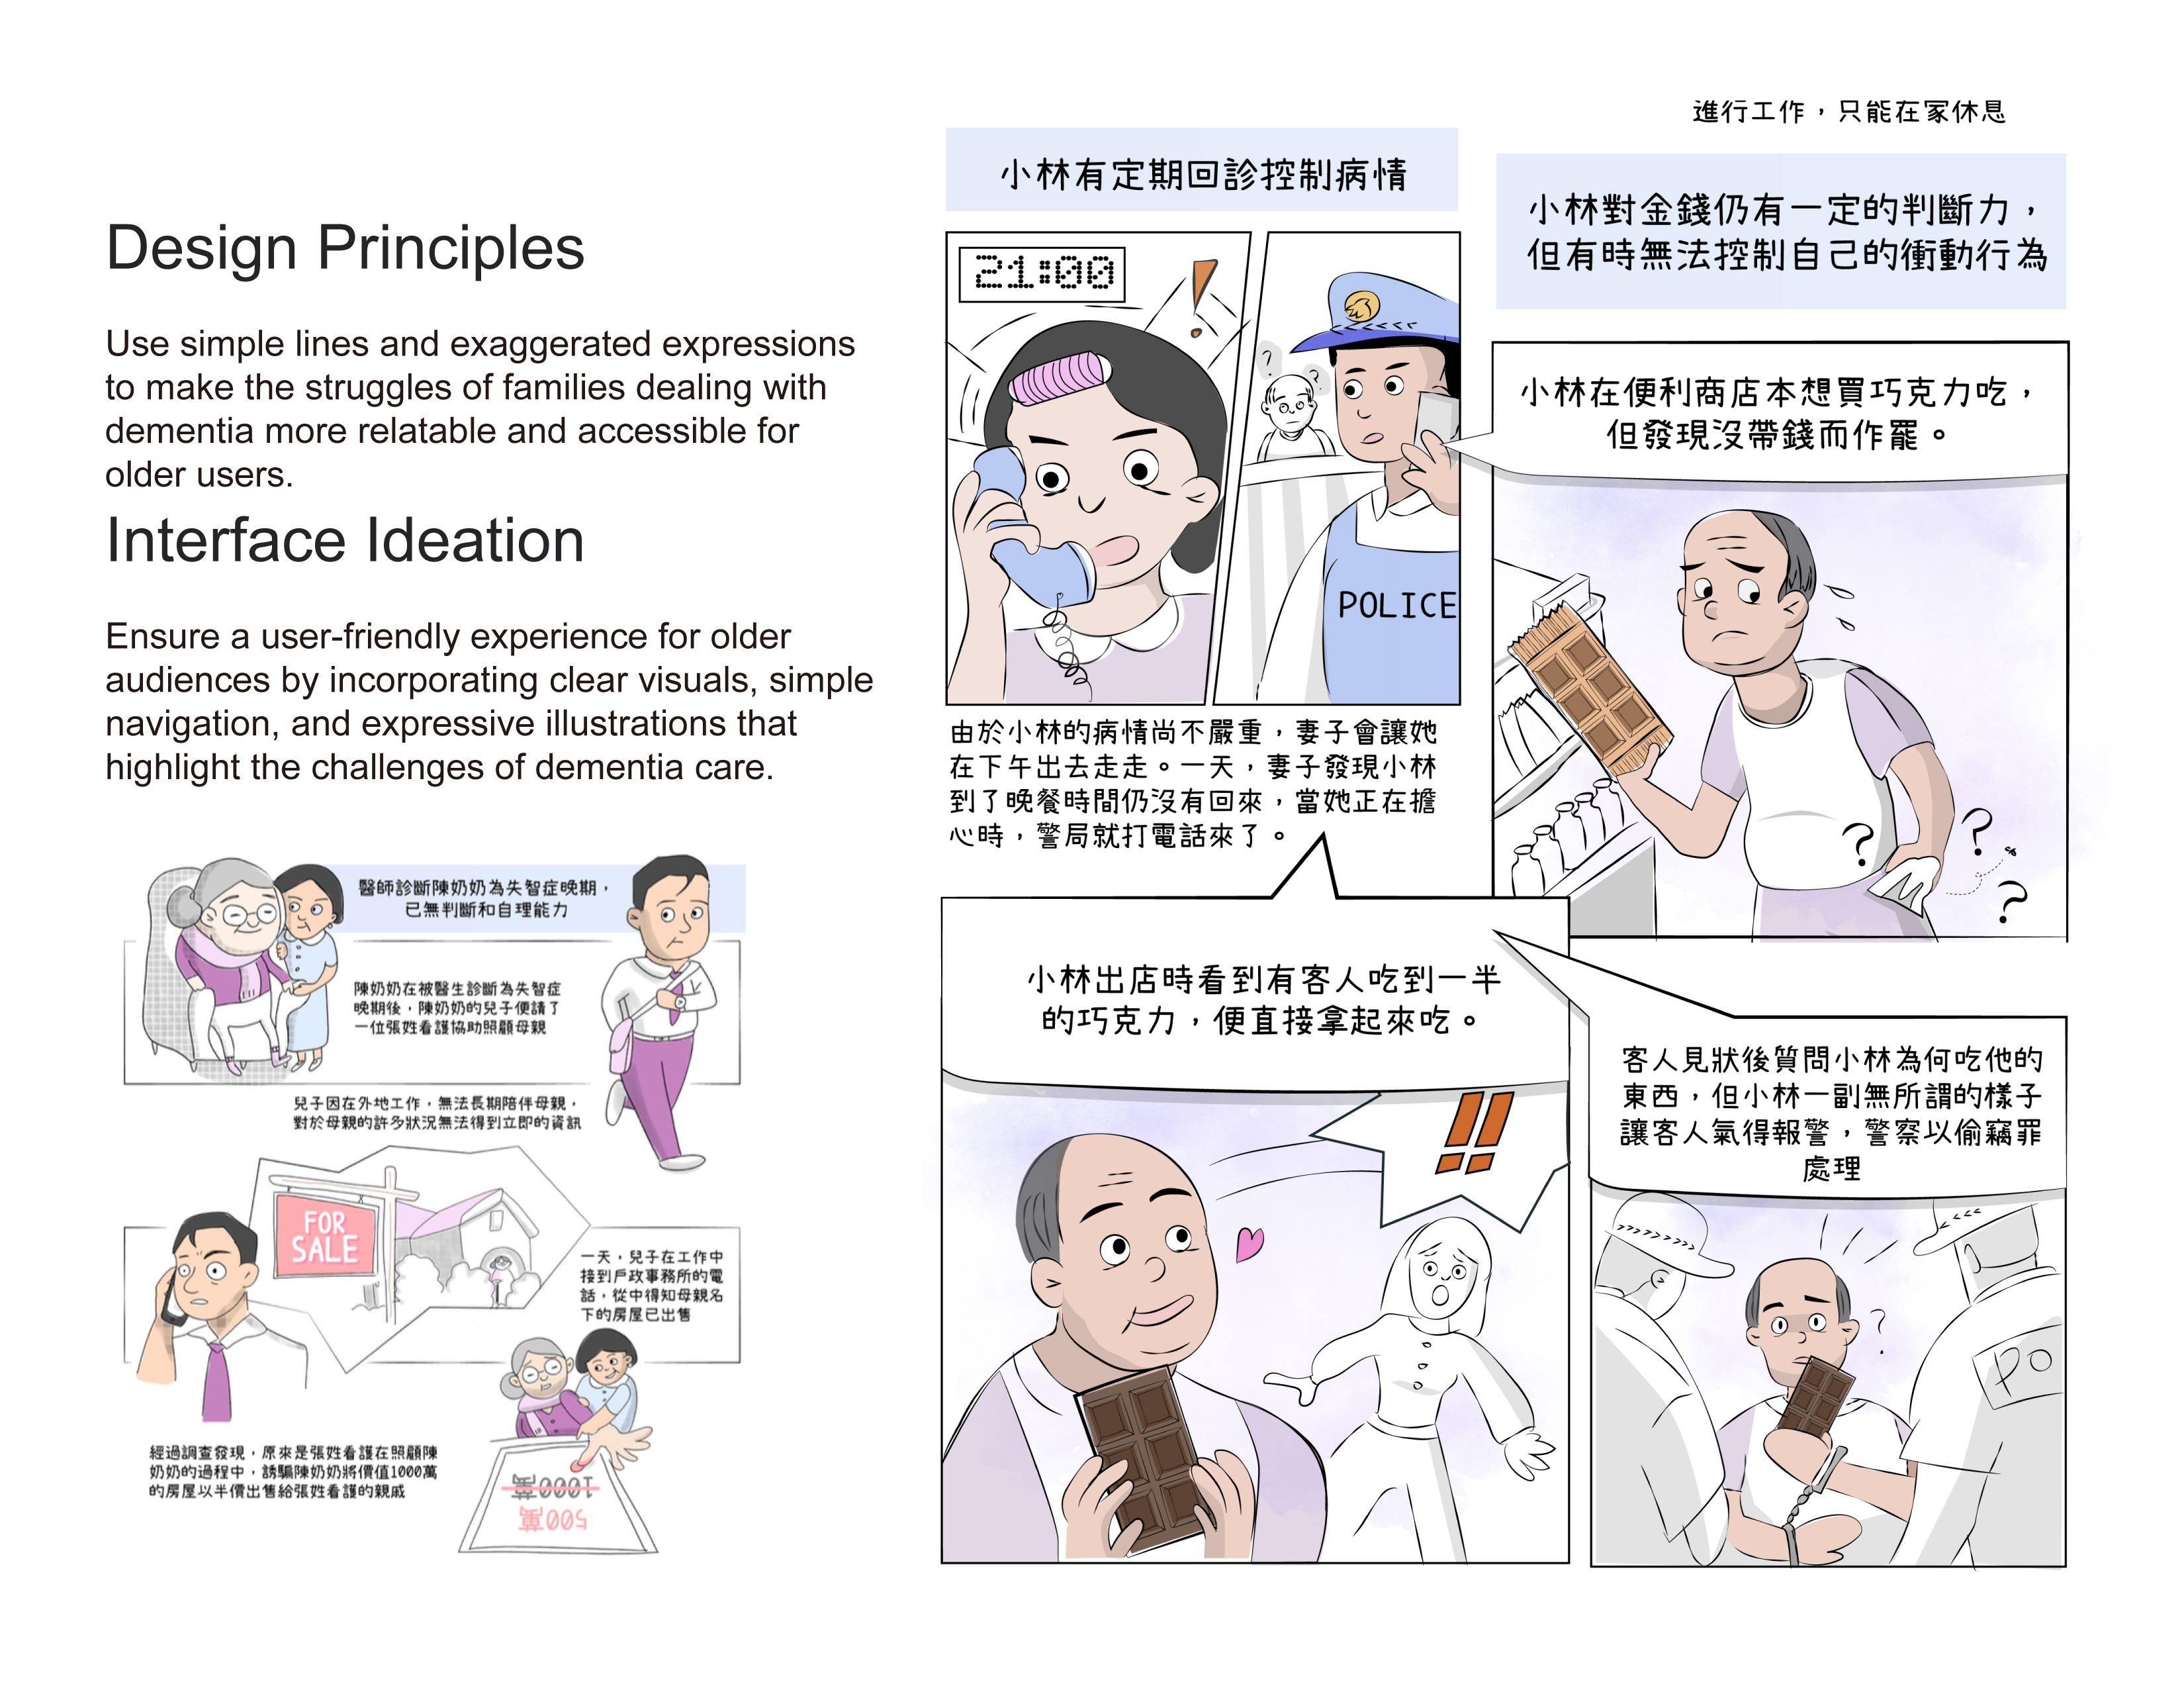 Design Principles
Use simple lines and exaggerated expressions
to make the struggles of families dealing with
dementia more relatable and accessible for
older users.
Interface Ideation
Ensure a user-friendly experience for older
audiences by incorporating clear visuals, simple
navigation, and expressive illustrations that
highlight the challenges of dementia care.
醫師診斷陳奶奶為失智症晚期，
已無判斷和自理能力
陳奶奶在被醫生診斷為失智症
晚期後，陳奶奶的兒子便請了
一位張姓看護協助照顧母親
兒子因在外地工作，無法長期陪伴母親，
對於母親的許多狀況無法得到立即的資訊
FOR
SALE
一天，兒子在工作中
接到戶政事務所的電
話，從中得知母親名
下的房屋已出售
經過調查發現，原來是張姓看護在照顧陳
奶奶的過程中，誘騙陳奶奶將價值1000萬
的房屋以半價出售給張姓看護的親戚
1000萬
500萬
進行工作，只能在家休息
小林有定期回診控制病情
小林對金錢仍有一定的判斷力，
但有時無法控制自己的衝動行為
21:00
!
?
?
POLICE
小林在便利商店本想買巧克力吃，
但發現沒帶錢而作罷。
?
?
?
由於小林的病情尚不嚴重，妻子會讓她
在下午出去走走。一天，妻子發現小林
到了晚餐時間仍沒有回來，當她正在擔
心時，警局就打電話來了。
小林出店時看到有客人吃到一半
的巧克力，便直接拿起來吃。
!!
客人見狀後質問小林為何吃他的
東西，但小林一副無所謂的樣子
讓客人氣得報警，警察以偷竊罪
處理
?
PO